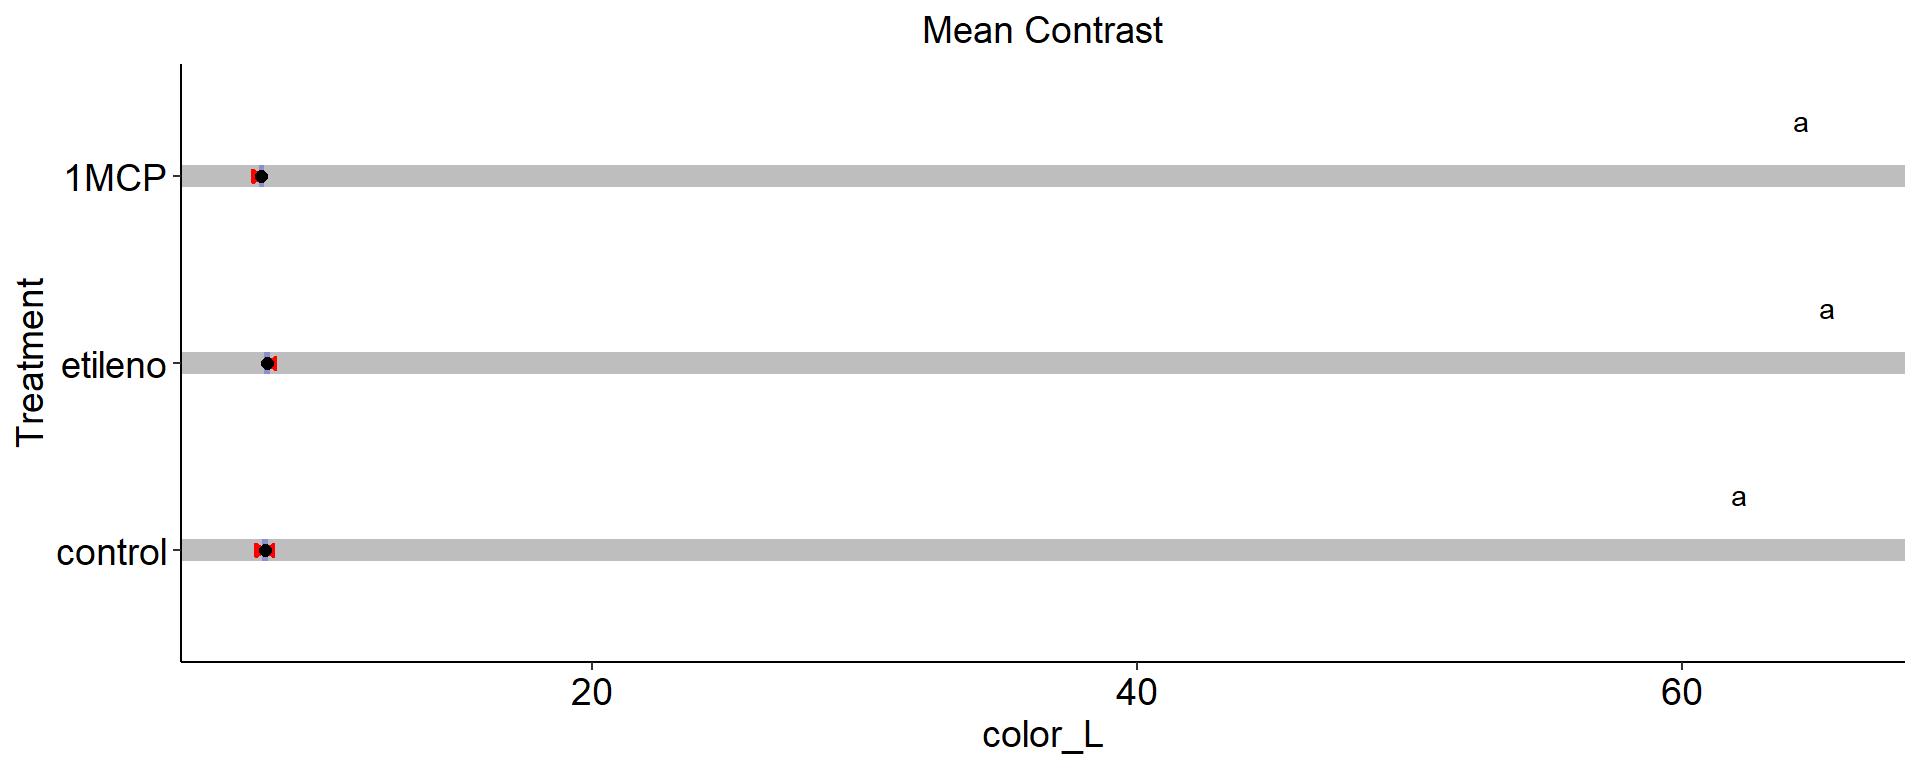 Mean Contrast
a
1MCP
a
etileno
a
control
Treatment
20 40 60
color_L